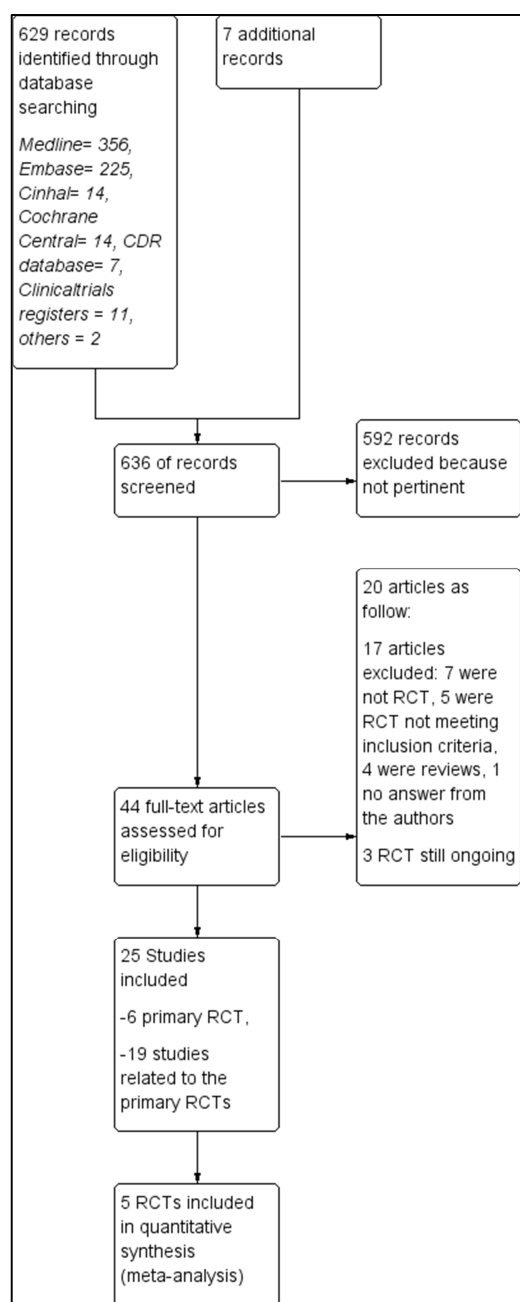 629 records
identified through
database
searching
Medline= 356,
Embase= 225,
Cinhal= 14,
Cochrane
Central= 14, CDR
database= 7,
Clinicaltrials
registers = 11,
others = 2
7 additional
records
636 of records
screened
592 records
excluded because
not pertinent
20 articles as
follow:
17 articles
excluded: 7 were
not RCT, 5 were
RCT not meeting
inclusion criteria,
4 were reviews, 1
no answer from
the authors
3 RCT still ongoing
44 full-text articles
assessed for
eligibility
25 Studies
included
-6 primary RCT,
-19 studies
related to the
primary RCTs
5 RCTs included
in quantitative
synthesis
(meta-analysis)